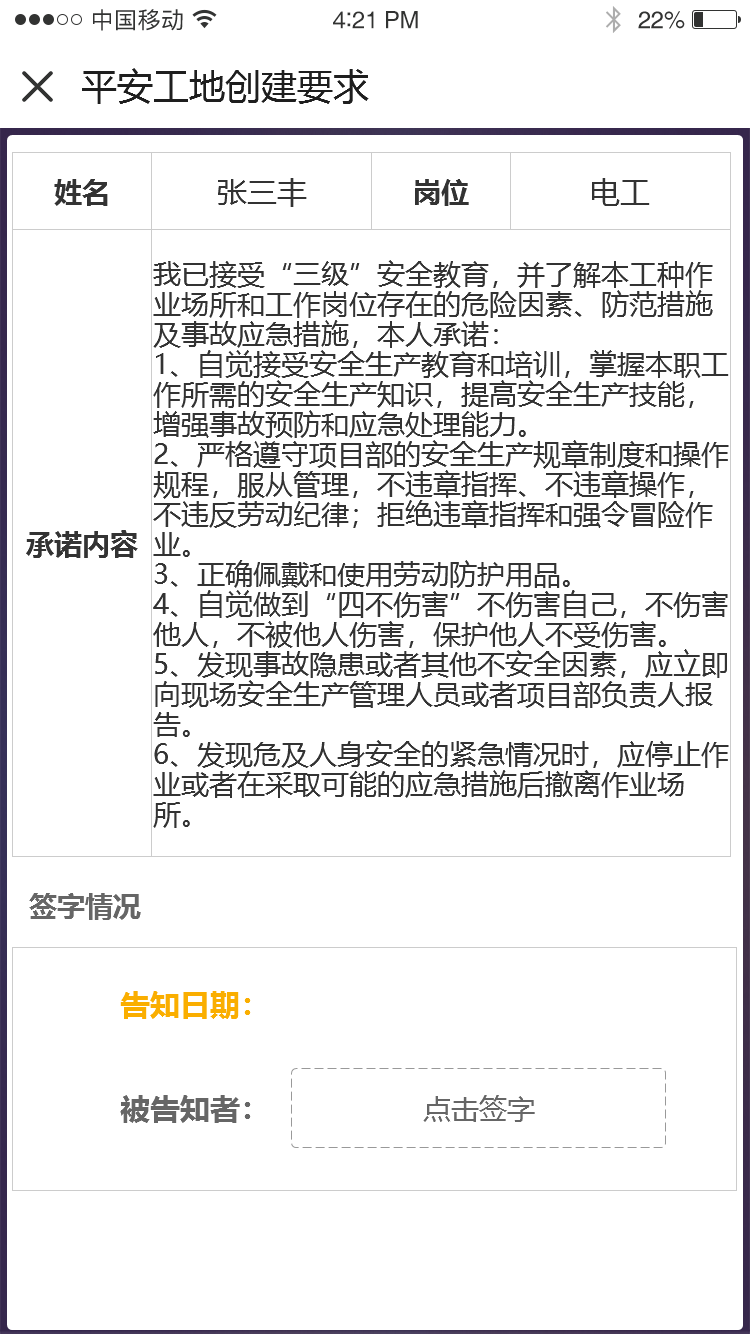 中国移动 4:21 PM 22%
平安工地创建要求
姓名 张三丰 岗位 电工
承诺内容
我已接受“三级”安全教育，并了解本工种作
业场所和工作岗位存在的危险因素、防范措施
及事故应急措施，本人承诺：
1、自觉接受安全生产教育和培训，掌握本职工
作所需的安全生产知识，提高安全生产技能，
增强事故预防和应急处理能力。
2、严格遵守项目部的安全生产规章制度和操作
规程，服从管理，不违章指挥、不违章操作，
不违反劳动纪律；拒绝违章指挥和强令冒险作
业。
3、正确佩戴和使用劳动防护用品。
4、自觉做到“四不伤害”不伤害自己，不伤害
他人，不被他人伤害，保护他人不受伤害。
5、发现事故隐患或者其他不安全因素，应立即
向现场安全生产管理人员或者项目部负责人报
告。
6、发现危及人身安全的紧急情况时，应停止作
业或者在采取可能的应急措施后撤离作业场
所。
签字情况
告知日期：
被告知者： 点击签字